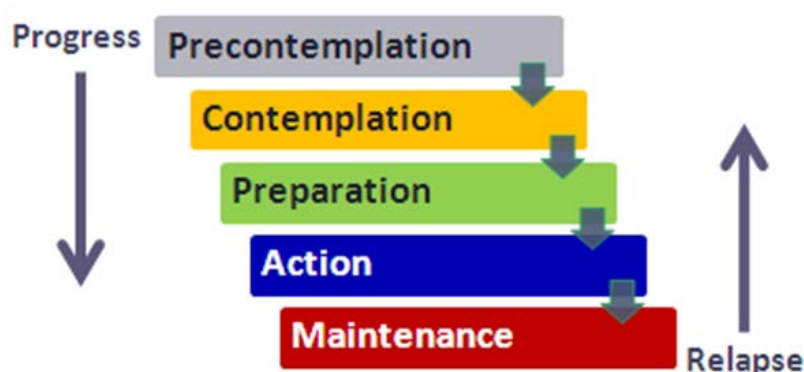 Progress
Precontemplation
Contemplation
Preparation
Action
Maintenance
Relapse